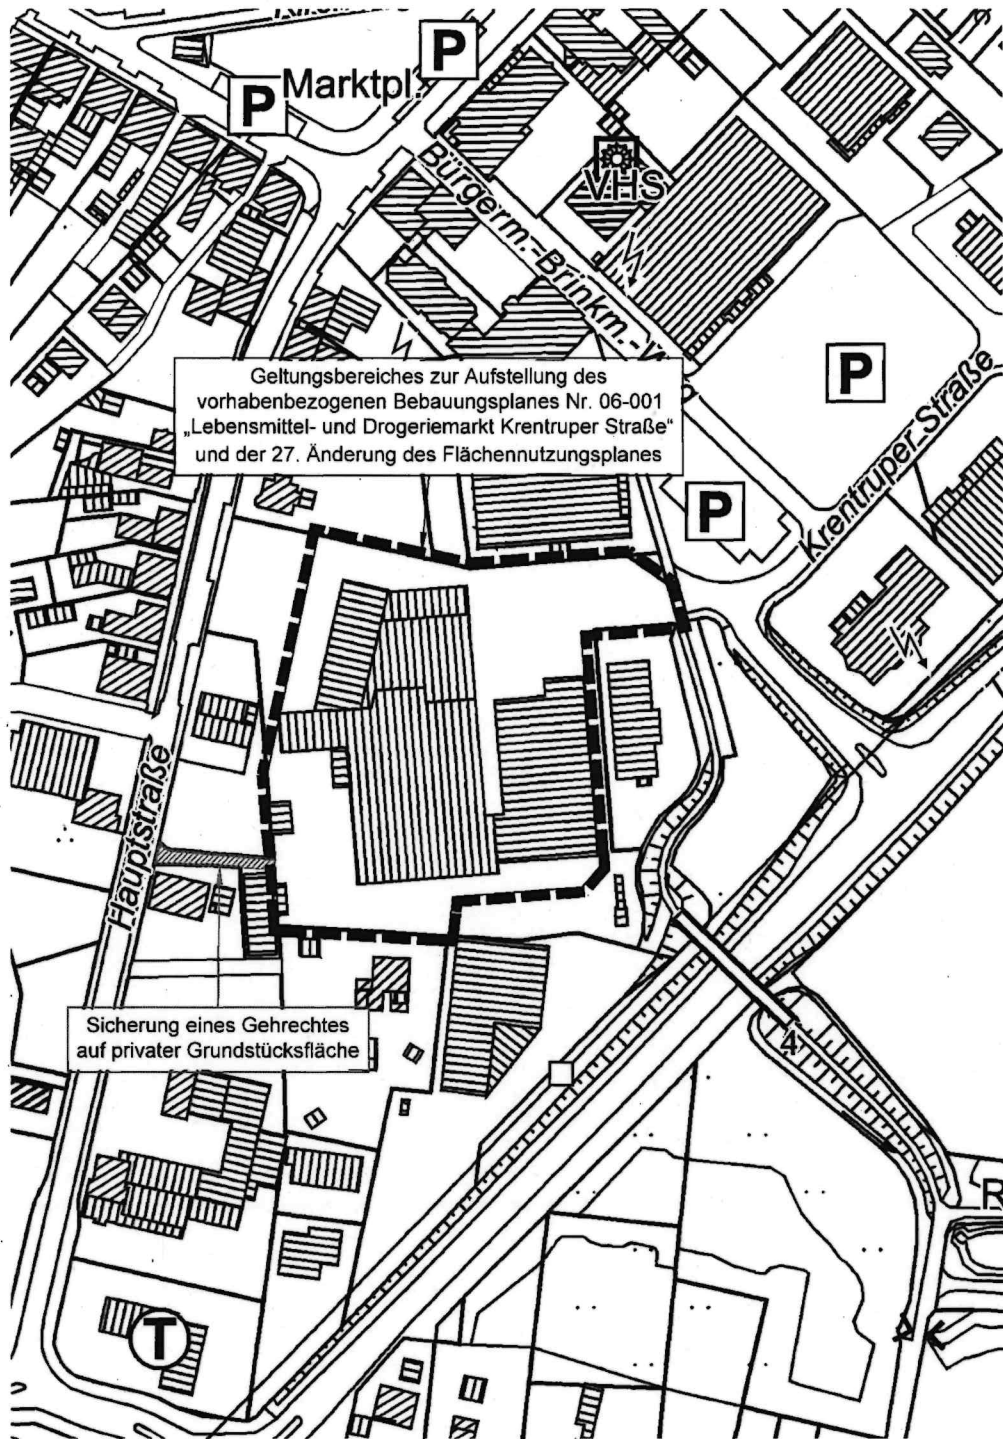 P
P
Marktpl.
VHS
Bürgerm.-Brinkm.-W
P
Geltungsbereiches zur Aufstellung des
vorhabenbezogenen Bebauungsplanes Nr. 06-001
„Lebensmittel- und Drogeriemarkt Krentruper Straße“
und der 27. Änderung des Flächennutzungsplanes
Krentruper Straße
P
Hauptstraße
Sicherung eines Gehrechtes
auf privater Grundstücksfläche
4
R
T